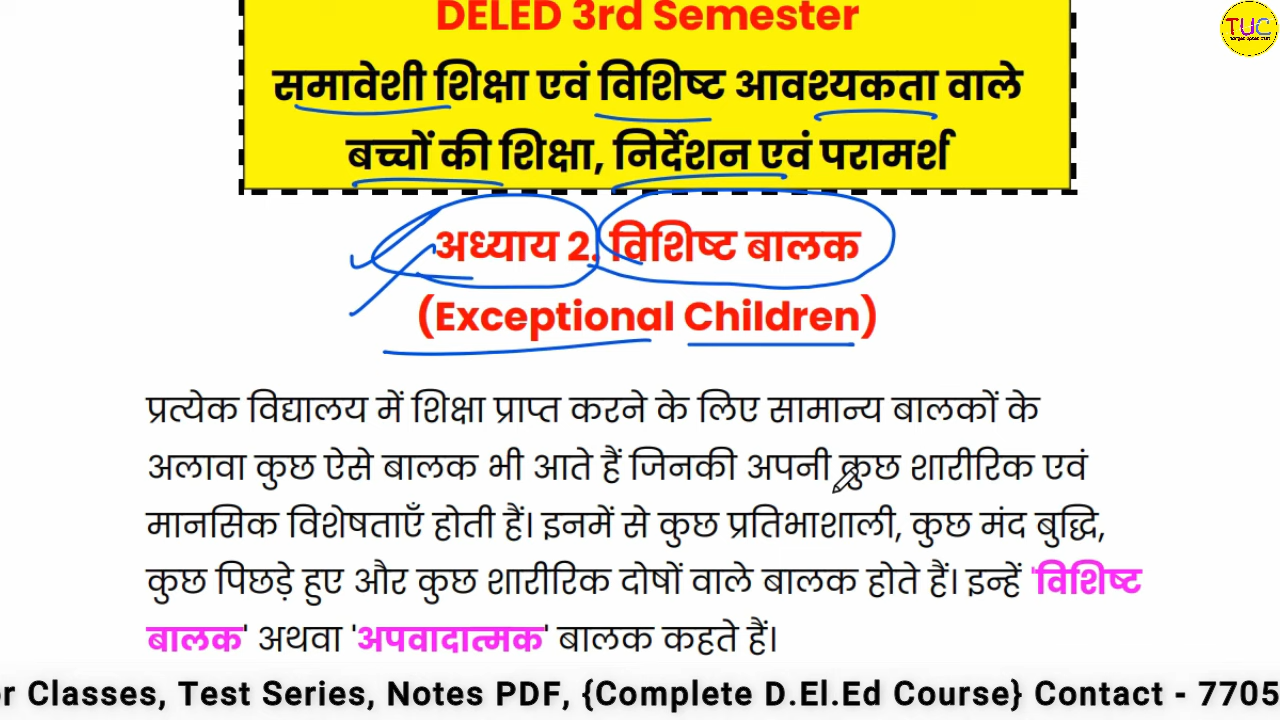 DELED 3rd Semester
TUC
समावेशी शिक्षा एवं विशिष्ट आवश्यकता वाले
बच्चों की शिक्षा, निर्देशन एवं परामर्श
अध्याय 2. विशिष्ट बालक
(Exceptional Children)
प्रत्येक विद्यालय में शिक्षा प्राप्त करने के लिए सामान्य बालकों के
अलावा कुछ ऐसे बालक भी आते हैं जिनकी अपनी कुछ शारीरिक एवं
मानसिक विशेषताएँ होती हैं। इनमें से कुछ प्रतिभाशाली, कुछ मंद बुद्धि,
कुछ पिछड़े हुए और कुछ शारीरिक दोषों वाले बालक होते हैं। इन्हें 'विशिष्ट
बालक' अथवा 'अपवादात्मक' बालक कहते हैं।
or Classes, Test Series, Notes PDF, {Complete D.El.Ed Course} Contact - 7705